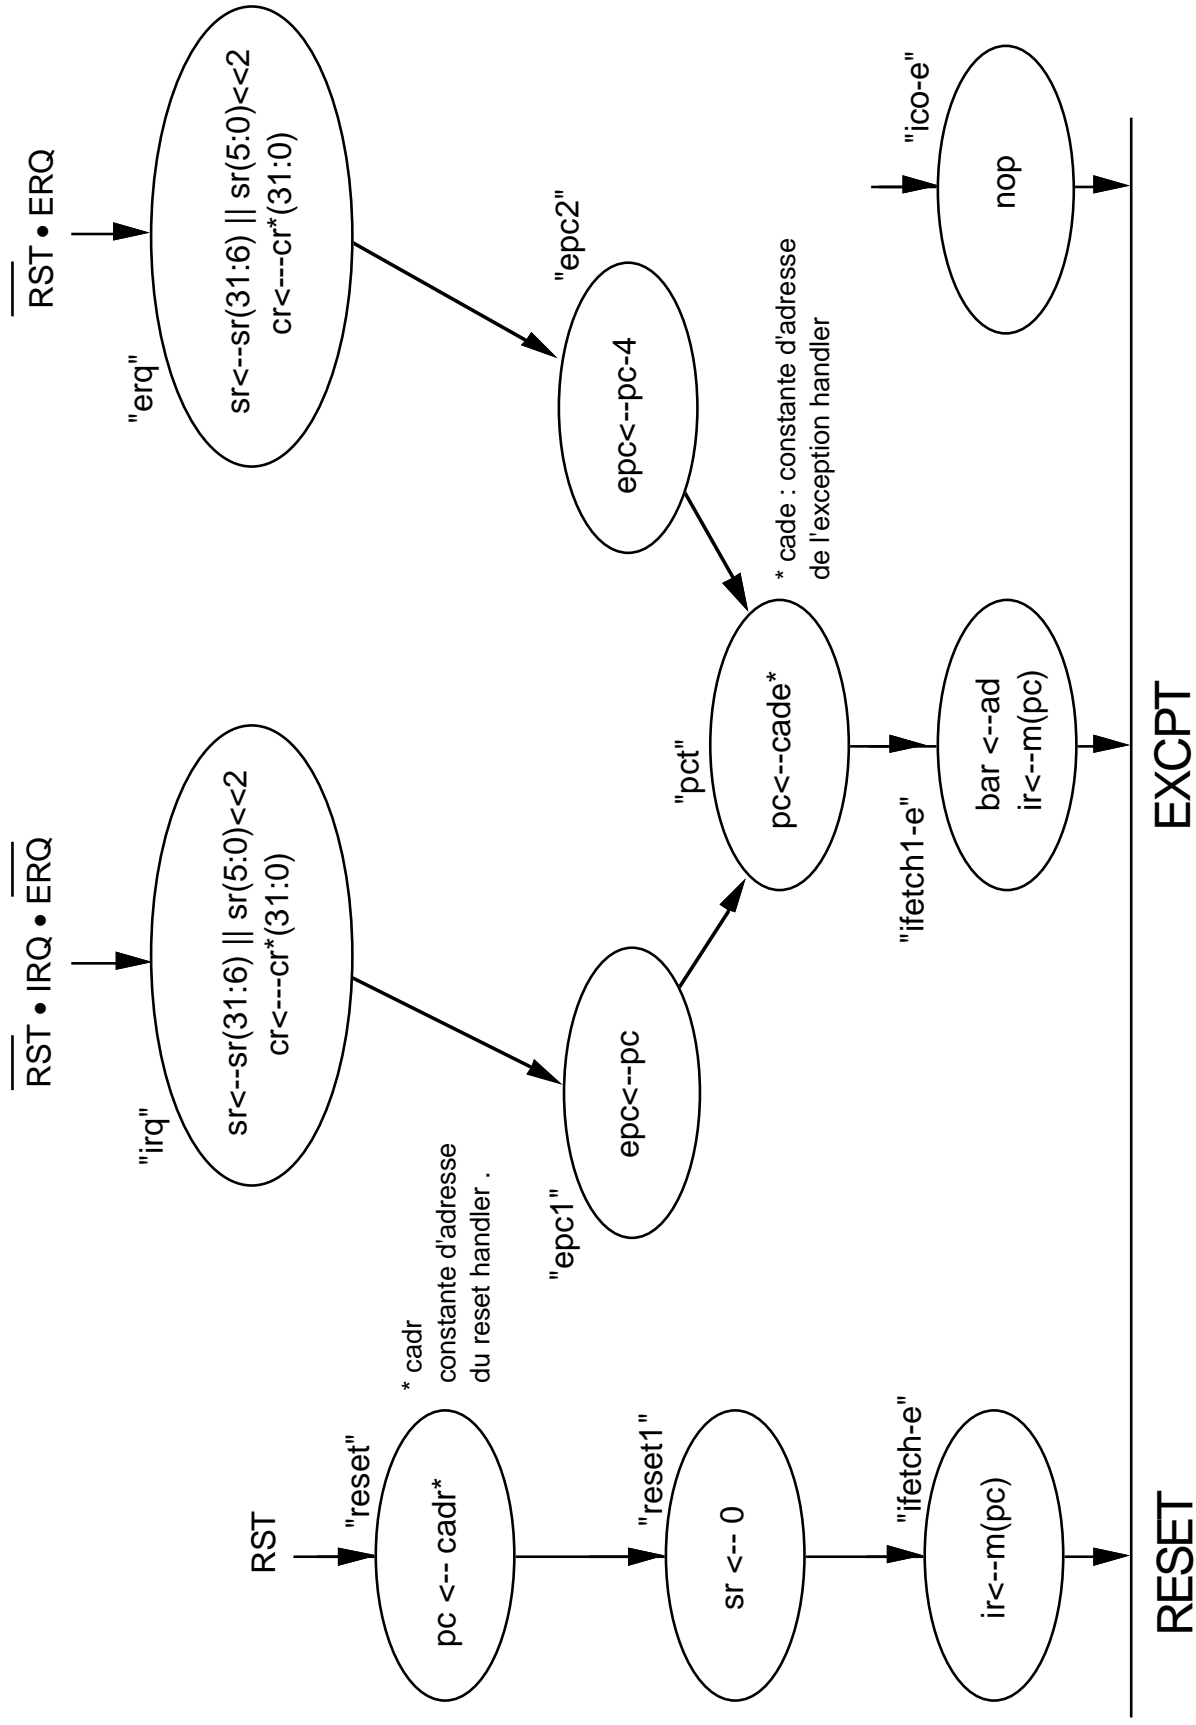 RST
"reset"
pc <-- cadr*
* cadr
constante d'adresse
du reset handler .
"reset1"
sr <-- 0
"ifetch-e"
ir<--m(pc)
RESET
RST • IRQ • ERQ
"irq"
sr<--sr(31:6) || sr(5:0)<<2
cr<---cr*(31:0)
"epc1"
epc<--pc
RST • ERQ
"erq"
sr<--sr(31:6) || sr(5:0)<<2
cr<---cr*(31:0)
"epc2"
epc<--pc-4
"pct"
pc<--cade*
* cade : constante d'adresse
de l'exception handler
"ifetch1-e"
bar <--ad
ir<--m(pc)
"ico-e"
nop
EXCPT